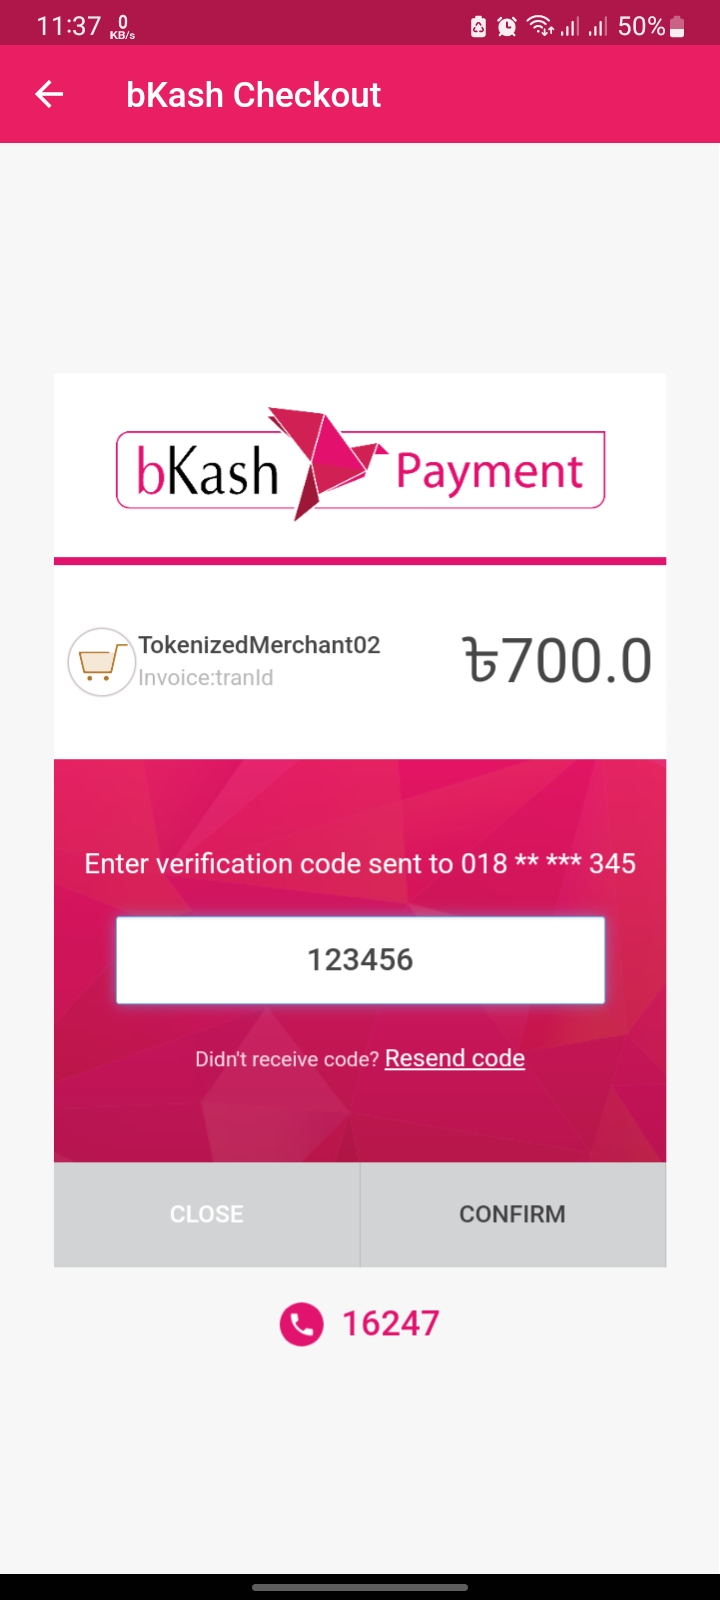 11:37 0 KB/s 50%
bKash Checkout
bKash Payment
TokenizedMerchant02
Invoice:tranId
৳700.0
Enter verification code sent to 018 ** *** 345
123456
Didn't receive code? Resend code
CLOSE CONFIRM
16247